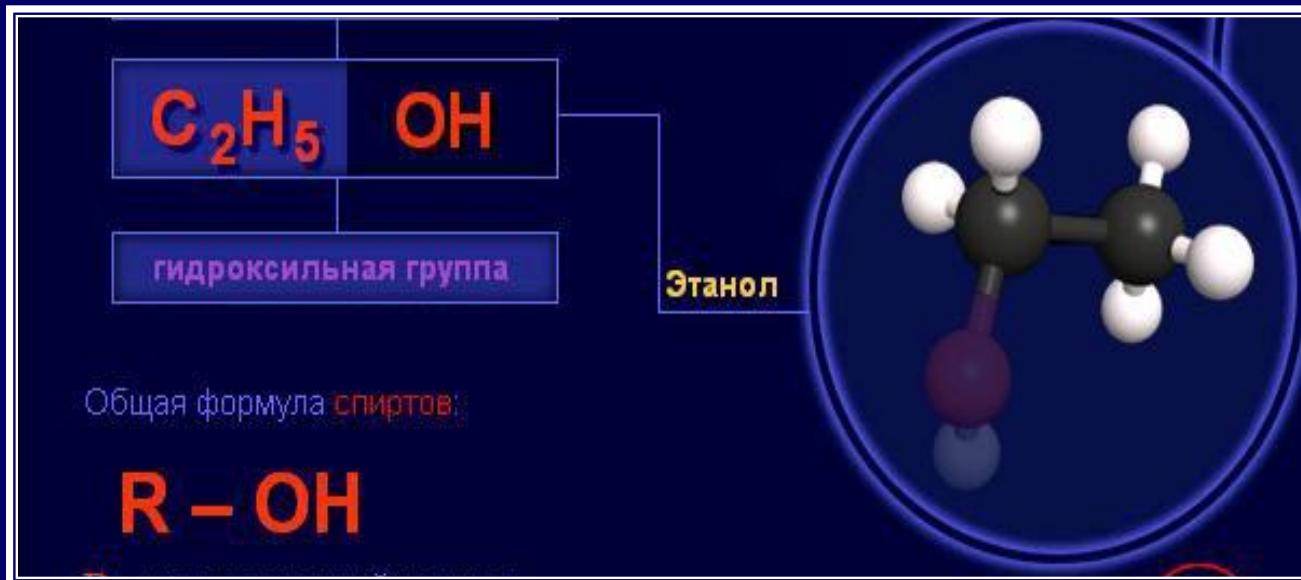 C₂H₅ OH
гидроксильная группа
Этанол
Общая формула спиртов:
R – OH